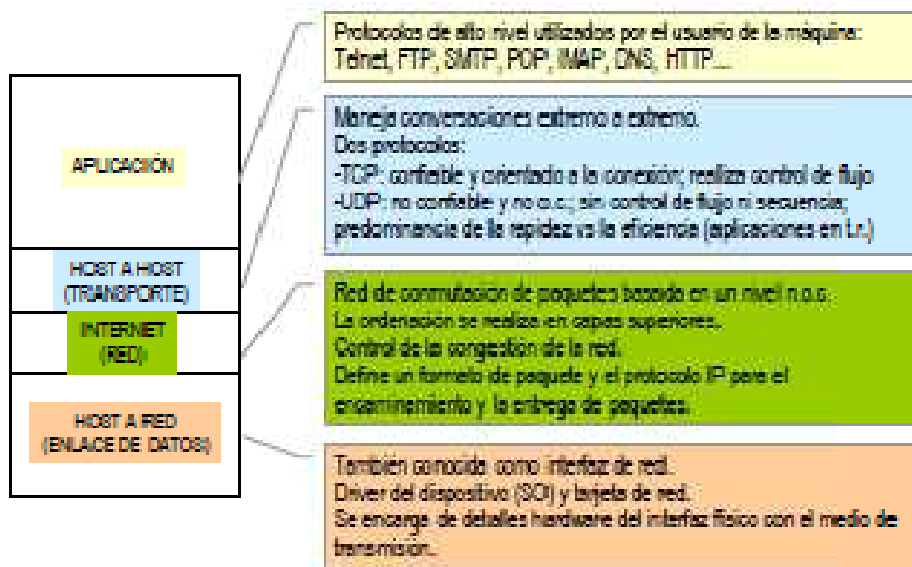 Protocolos de alto nivel utilizados por el usuario de la máquina:
Telnet, FTP, SMTP, POP, IMAP, DNS, HTTP...
APLICACIÓN
Maneja conversaciones extremo a extremo.
Dos protocolos:
-TCP: confiable y orientado a la conexión; realiza control de flujo
-UDP: no confiable y no o.c.; sin control de flujo ni secuencia;
predominancia de la rapidez vs la eficiencia (aplicaciones en t.r.)
HOST A HOST
(TRANSPORTE)
Red de conmutación de paquetes basada en un nivel n.o.c.
La ordenación se realiza en capas superiores.
Control de la congestión de la red.
Define un formato de paquete y el protocolo IP para el
encaminamiento y la entrega de paquetes.
INTERNET
(RED)
HOST A RED
(ENLACE DE DATOS)
También conocida como interfaz de red.
Driver del dispositivo (SO) y tarjeta de red.
Se encarga de detalles hardware del interfaz físico con el medio de
transmisión.